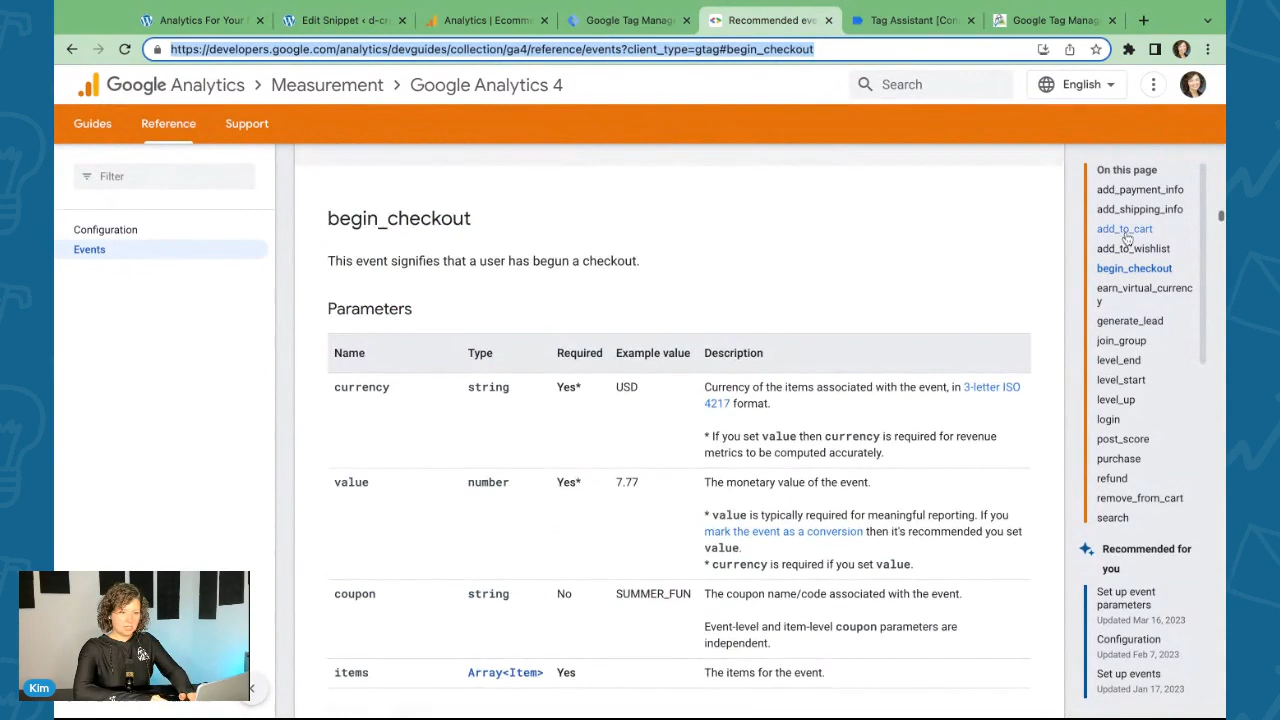 Analytics For Your
Edit Snippet ‹ d-cr
Analytics | Ecomm
Google Tag Manag
Recommended eve
Tag Assistant [Con
Google Tag Manag
https://developers.google.com/analytics/devguides/collection/ga4/reference/events?client_type=gtag#begin_checkout
Google Analytics > Measurement > Google Analytics 4
Search
English
Guides
Reference
Support
Filter
Configuration
Events
begin_checkout
This event signifies that a user has begun a checkout.
Parameters
Name Type Required Example value Description
currency string Yes* USD Currency of the items associated with the event, in 3-letter ISO
4217 format.
* If you set value then currency is required for revenue
metrics to be computed accurately.
value number Yes* 7.77 The monetary value of the event.
* value is typically required for meaningful reporting. If you
mark the event as a conversion then it's recommended you set
value.
* currency is required if you set value.
coupon string No SUMMER_FUN The coupon name/code associated with the event.
Event-level and item-level coupon parameters are
independent.
items Array<Item> Yes The items for the event.
On this page
add_payment_info
add_shipping_info
add_to_cart
add_to_wishlist
begin_checkout
earn_virtual_currenc
y
generate_lead
join_group
level_end
level_start
level_up
login
post_score
purchase
refund
remove_from_cart
search
Recommended for
you
Set up event
parameters
Updated Mar 16, 2023
Configuration
Updated Feb 7, 2023
Set up events
Updated Jan 17, 2023
Kim